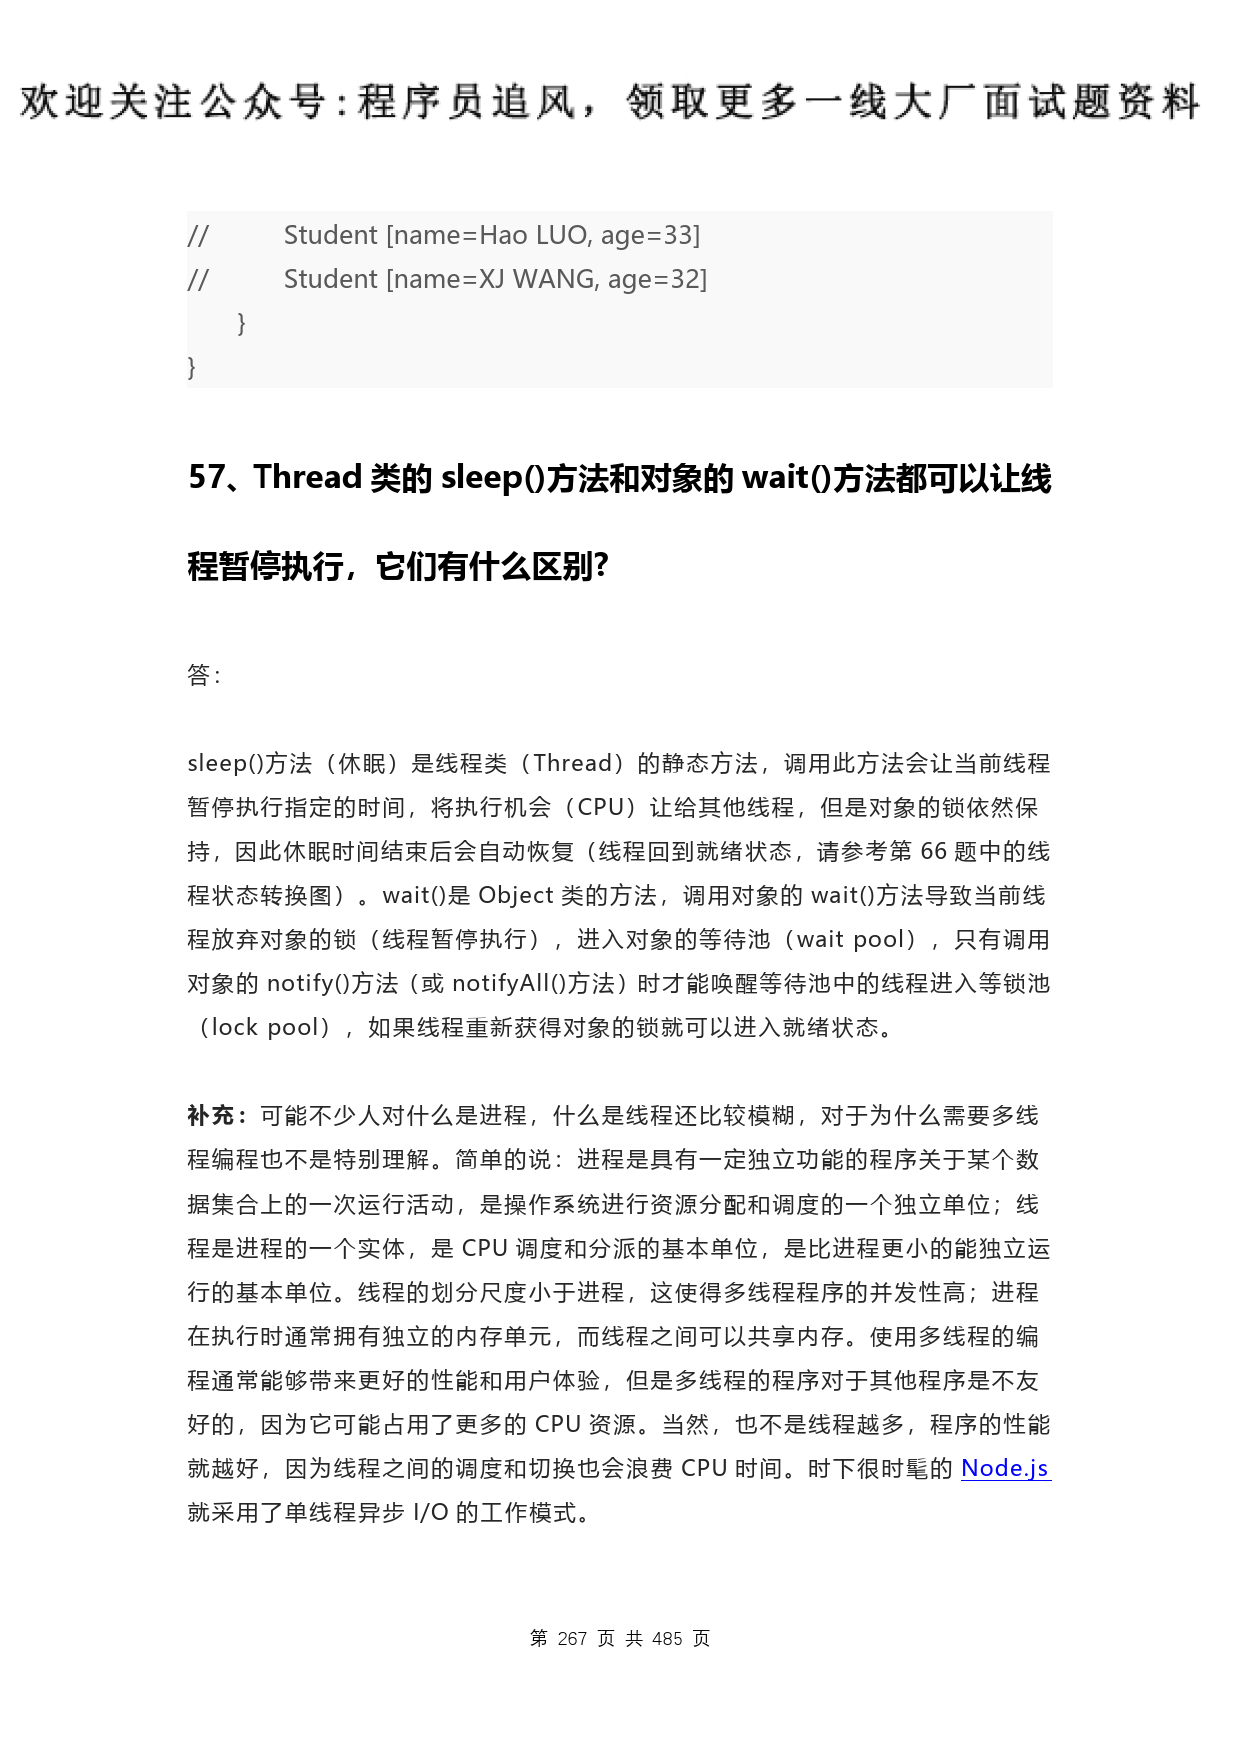 欢迎关注公众号:程序员追风，领取更多一线大厂面试题资料
//          Student [name=Hao LUO, age=33]
//          Student [name=XJ WANG, age=32]
    }
}
57、Thread 类的 sleep()方法和对象的 wait()方法都可以让线
程暂停执行，它们有什么区别?
答：
sleep()方法（休眠）是线程类（Thread）的静态方法，调用此方法会让当前线程
暂停执行指定的时间，将执行机会（CPU）让给其他线程，但是对象的锁依然保
持，因此休眠时间结束后会自动恢复（线程回到就绪状态，请参考第 66 题中的线
程状态转换图）。wait()是 Object 类的方法，调用对象的 wait()方法导致当前线
程放弃对象的锁（线程暂停执行），进入对象的等待池（wait pool），只有调用
对象的 notify()方法（或 notifyAll()方法）时才能唤醒等待池中的线程进入等锁池
（lock pool），如果线程重新获得对象的锁就可以进入就绪状态。
补充：可能不少人对什么是进程，什么是线程还比较模糊，对于为什么需要多线
程编程也不是特别理解。简单的说：进程是具有一定独立功能的程序关于某个数
据集合上的一次运行活动，是操作系统进行资源分配和调度的一个独立单位；线
程是进程的一个实体，是 CPU 调度和分派的基本单位，是比进程更小的能独立运
行的基本单位。线程的划分尺度小于进程，这使得多线程程序的并发性高；进程
在执行时通常拥有独立的内存单元，而线程之间可以共享内存。使用多线程的编
程通常能够带来更好的性能和用户体验，但是多线程的程序对于其他程序是不友
好的，因为它可能占用了更多的 CPU 资源。当然，也不是线程越多，程序的性能
就越好，因为线程之间的调度和切换也会浪费 CPU 时间。时下很时髦的 Node.js
就采用了单线程异步 I/O 的工作模式。
第 267 页 共 485 页